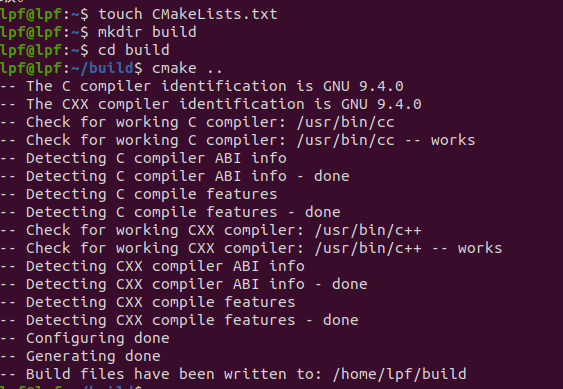 lpf@lpf:~$ touch CMakeLists.txt
lpf@lpf:~$ mkdir build
lpf@lpf:~$ cd build
lpf@lpf:~/build$ cmake ..
-- The C compiler identification is GNU 9.4.0
-- The CXX compiler identification is GNU 9.4.0
-- Check for working C compiler: /usr/bin/cc
-- Check for working C compiler: /usr/bin/cc -- works
-- Detecting C compiler ABI info
-- Detecting C compiler ABI info - done
-- Detecting C compile features
-- Detecting C compile features - done
-- Check for working CXX compiler: /usr/bin/c++
-- Check for working CXX compiler: /usr/bin/c++ -- works
-- Detecting CXX compiler ABI info
-- Detecting CXX compiler ABI info - done
-- Detecting CXX compile features
-- Detecting CXX compile features - done
-- Configuring done
-- Generating done
-- Build files have been written to: /home/lpf/build
lpf@lpf:~/build$